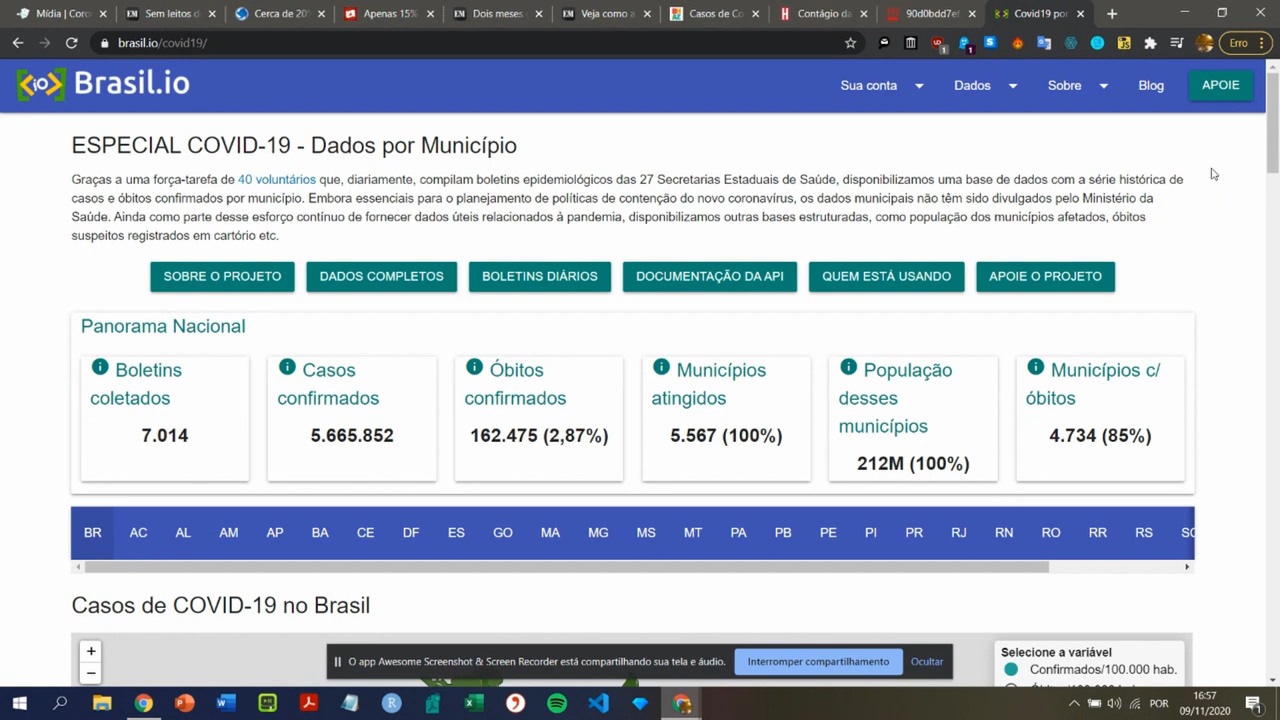 Mídia | Coron
Sem leitos d
Cerca de 20%
Apenas 15%
Dois meses
Veja como a
Casos de Co
Contágio da
90d0bdd7ef
Covid19 por
brasil.io/covid19/
Erro
Brasil.io
Sua conta
Dados
Sobre
Blog
APOIE
ESPECIAL COVID-19 - Dados por Município
Graças a uma força-tarefa de 40 voluntários que, diariamente, compilam boletins epidemiológicos das 27 Secretarias Estaduais de Saúde, disponibilizamos uma base de dados com a série histórica de
casos e óbitos confirmados por município. Embora essenciais para o planejamento de políticas de contenção do novo coronavírus, os dados municipais não têm sido divulgados pelo Ministério da
Saúde. Ainda como parte desse esforço contínuo de fornecer dados úteis relacionados à pandemia, disponibilizamos outras bases estruturadas, como população dos municípios afetados, óbitos
suspeitos registrados em cartório etc.
SOBRE O PROJETO
DADOS COMPLETOS
BOLETINS DIÁRIOS
DOCUMENTAÇÃO DA API
QUEM ESTÁ USANDO
APOIE O PROJETO
Panorama Nacional
Boletins
coletados
7.014
Casos
confirmados
5.665.852
Óbitos
confirmados
162.475 (2,87%)
Municípios
atingidos
5.567 (100%)
População
desses
municípios
212M (100%)
Municípios c/
óbitos
4.734 (85%)
BR AC AL AM AP BA CE DF ES GO MA MG MS MT PA PB PE PI PR RJ RN RO RR RS SC
Casos de COVID-19 no Brasil
+
−
O app Awesome Screenshot & Screen Recorder está compartilhando sua tela e áudio.
Interromper compartilhamento
Ocultar
Selecione a variável
Confirmados/100.000 hab.
POR
16:57
09/11/2020